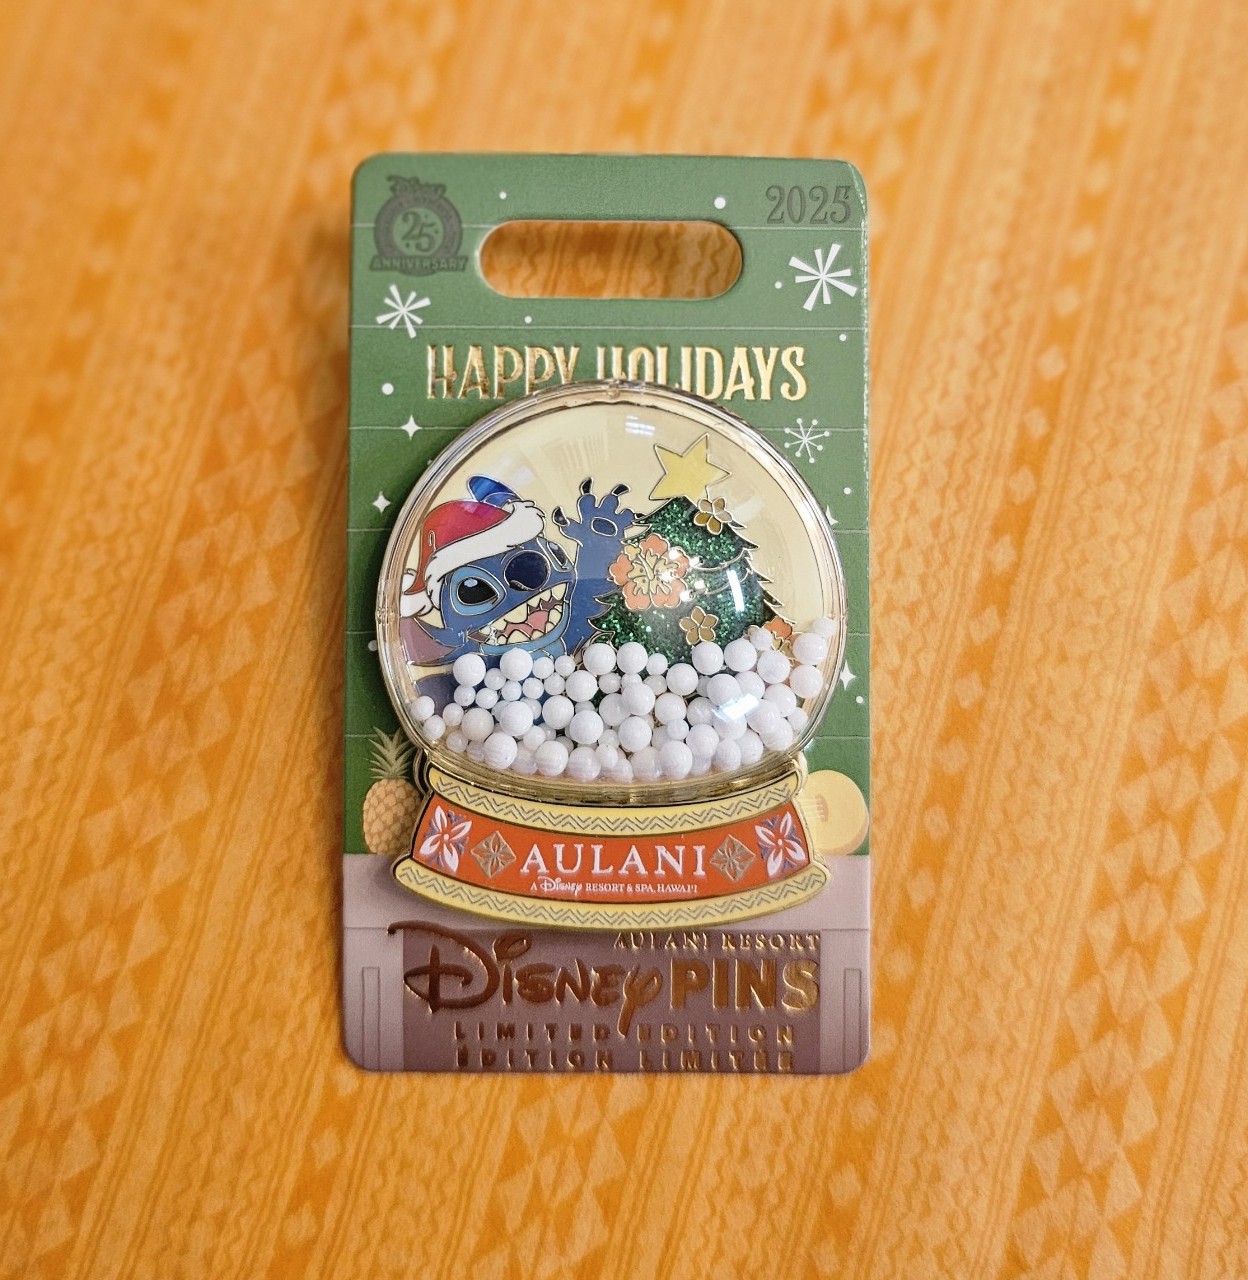 Disney
25
ANNIVERSARY
2025
HAPPY HOLIDAYS
AULANI
A Disney RESORT & SPA, HAWAI‘I
AULANI RESORT
Disney PINS
LIMITED EDITION
ÉDITION LIMITÉE